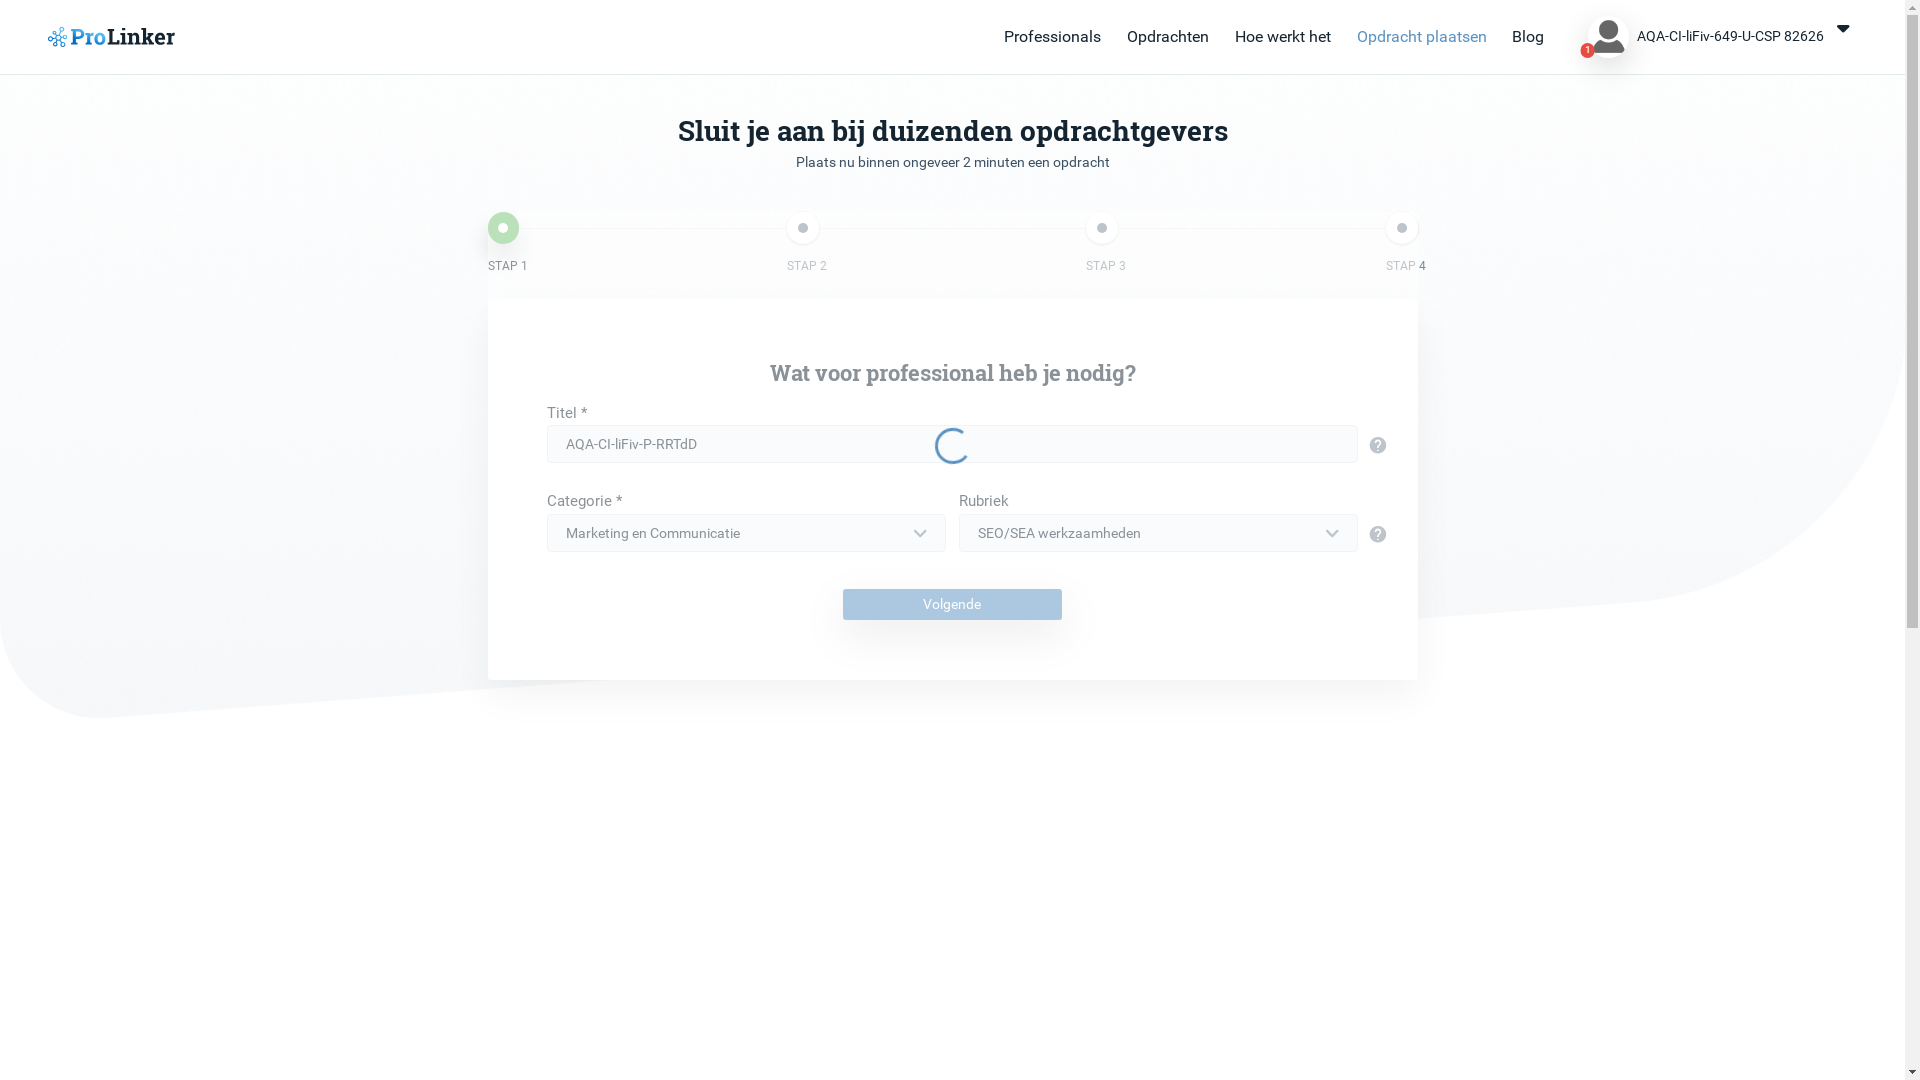 ProLinker
Professionals
Opdrachten
Hoe werkt het
Opdracht plaatsen
Blog
1
AQA-CI-liFiv-649-U-CSP 82626
Sluit je aan bij duizenden opdrachtgevers
Plaats nu binnen ongeveer 2 minuten een opdracht
STAP 1
STAP 2
STAP 3
STAP 4
Wat voor professional heb je nodig?
Titel *
AQA-CI-liFiv-P-RRTdD
?
Categorie *
Rubriek
Marketing en Communicatie
SEO/SEA werkzaamheden
?
Volgende